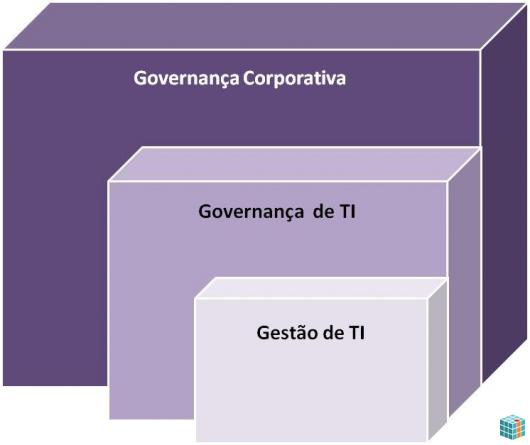 Governança Corporativa
Governança de TI
Gestão de TI